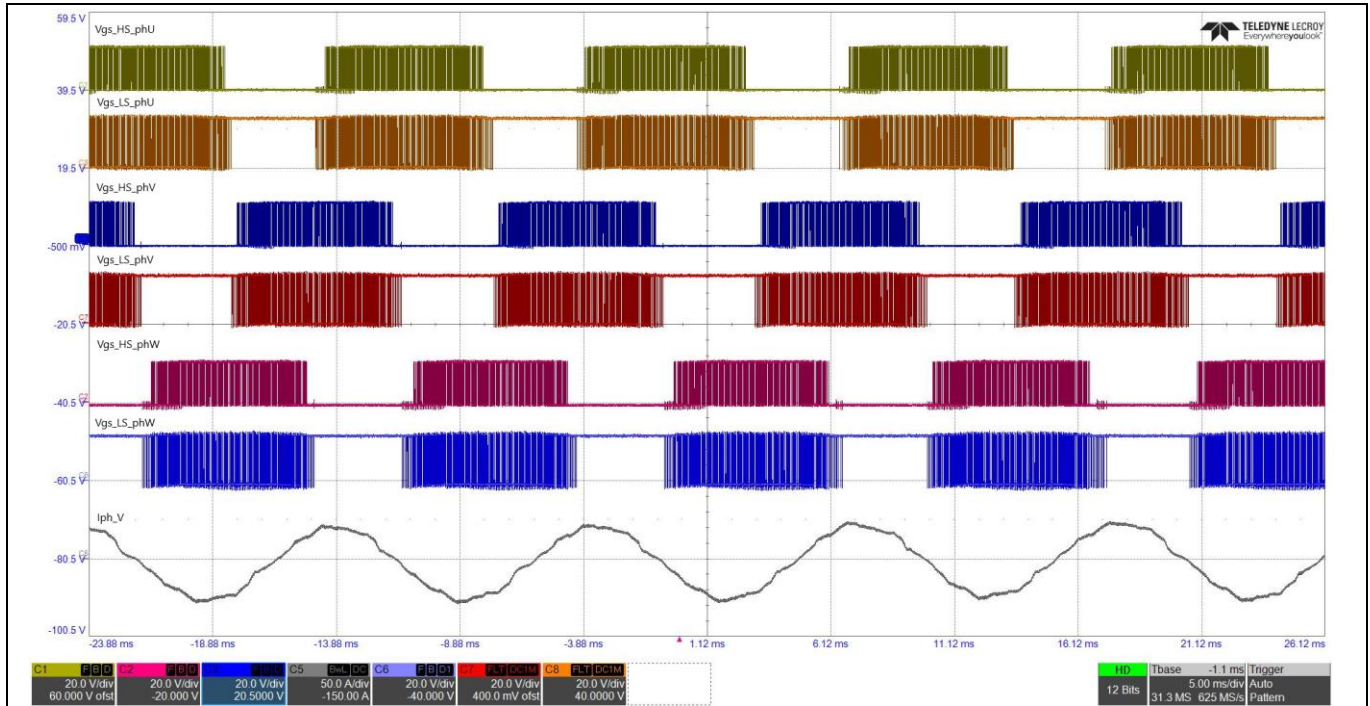 59.5 V
Vgs_HS_phU
TELEDYNE LECROY
Everywhereyoulook
39.5 V
Vgs_LS_phU
19.5 V
Vgs_HS_phV
-500 mV
Vgs_LS_phV
C7
-20.5 V
Vgs_HS_phW
C2
-40.5 V
Vgs_LS_phW
-60.5 V
Iph_V
-80.5 V
-100.5 V
-23.88 ms -18.88 ms -13.88 ms -8.88 ms -3.88 ms 1.12 ms 6.12 ms 11.12 ms 16.12 ms 21.12 ms 26.12 ms
C1 F B D C2 F B D C5 BwL DC C6 F B D1 C7 FLT DC1M C8 FLT DC1M HD Tbase -1.1 ms Trigger
20.0 V/div 20.0 V/div 20.0 V/div 50.0 A/div 20.0 V/div 20.0 V/div 20.0 V/div 12 Bits 5.00 ms/div Auto
60.000 V ofst -20.000 V 20.5000 V -150.00 A -40.000 V 400.0 mV ofst 40.0000 V 31.3 MS 625 MS/s Pattern